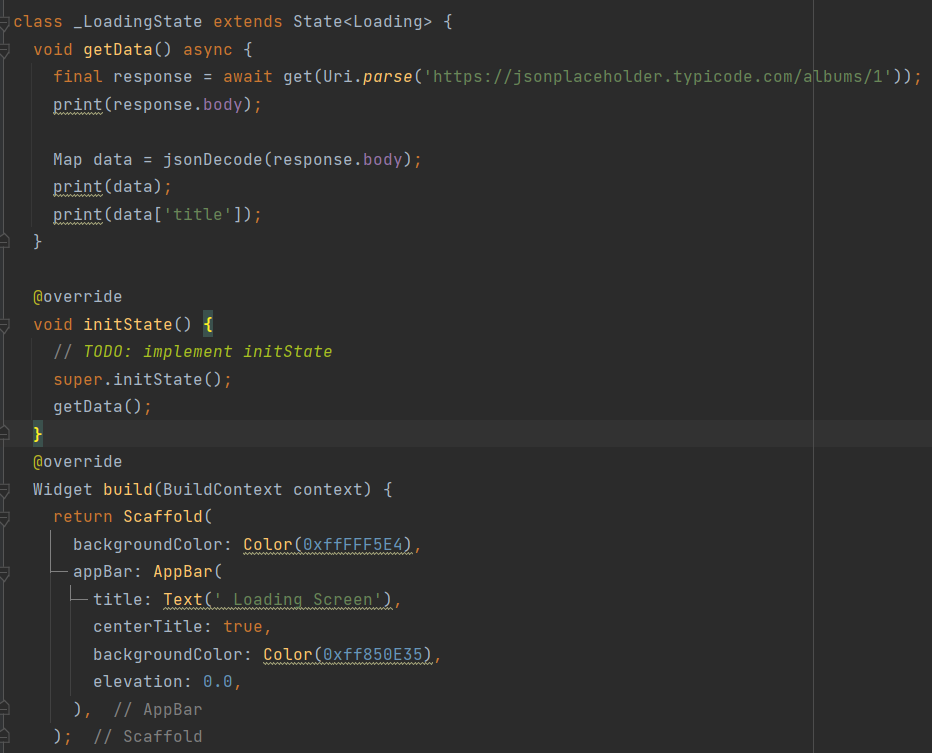 class _LoadingState extends State<Loading> {
  void getData() async {
    final response = await get(Uri.parse('https://jsonplaceholder.typicode.com/albums/1'));
    print(response.body);

    Map data = jsonDecode(response.body);
    print(data);
    print(data['title']);
  }

  @override
  void initState() {
    // TODO: implement initState
    super.initState();
    getData();
  }
  @override
  Widget build(BuildContext context) {
    return Scaffold(
      backgroundColor: Color(0xffFFF5E4),
      appBar: AppBar(
        title: Text(' Loading Screen'),
        centerTitle: true,
        backgroundColor: Color(0xff850E35),
        elevation: 0.0,
      ), // AppBar
    ); // Scaffold